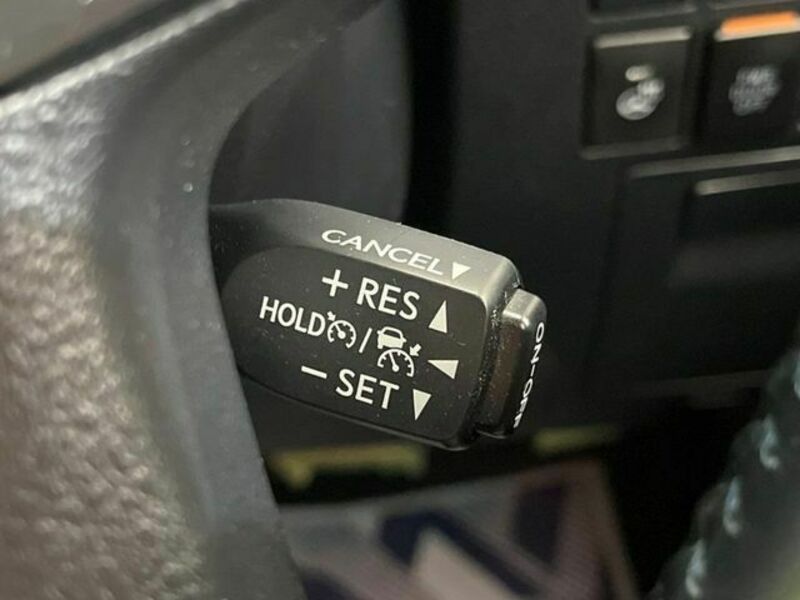 CANCEL▼
+ RES ▲
HOLD / ◀
− SET ▼
ON-OFF